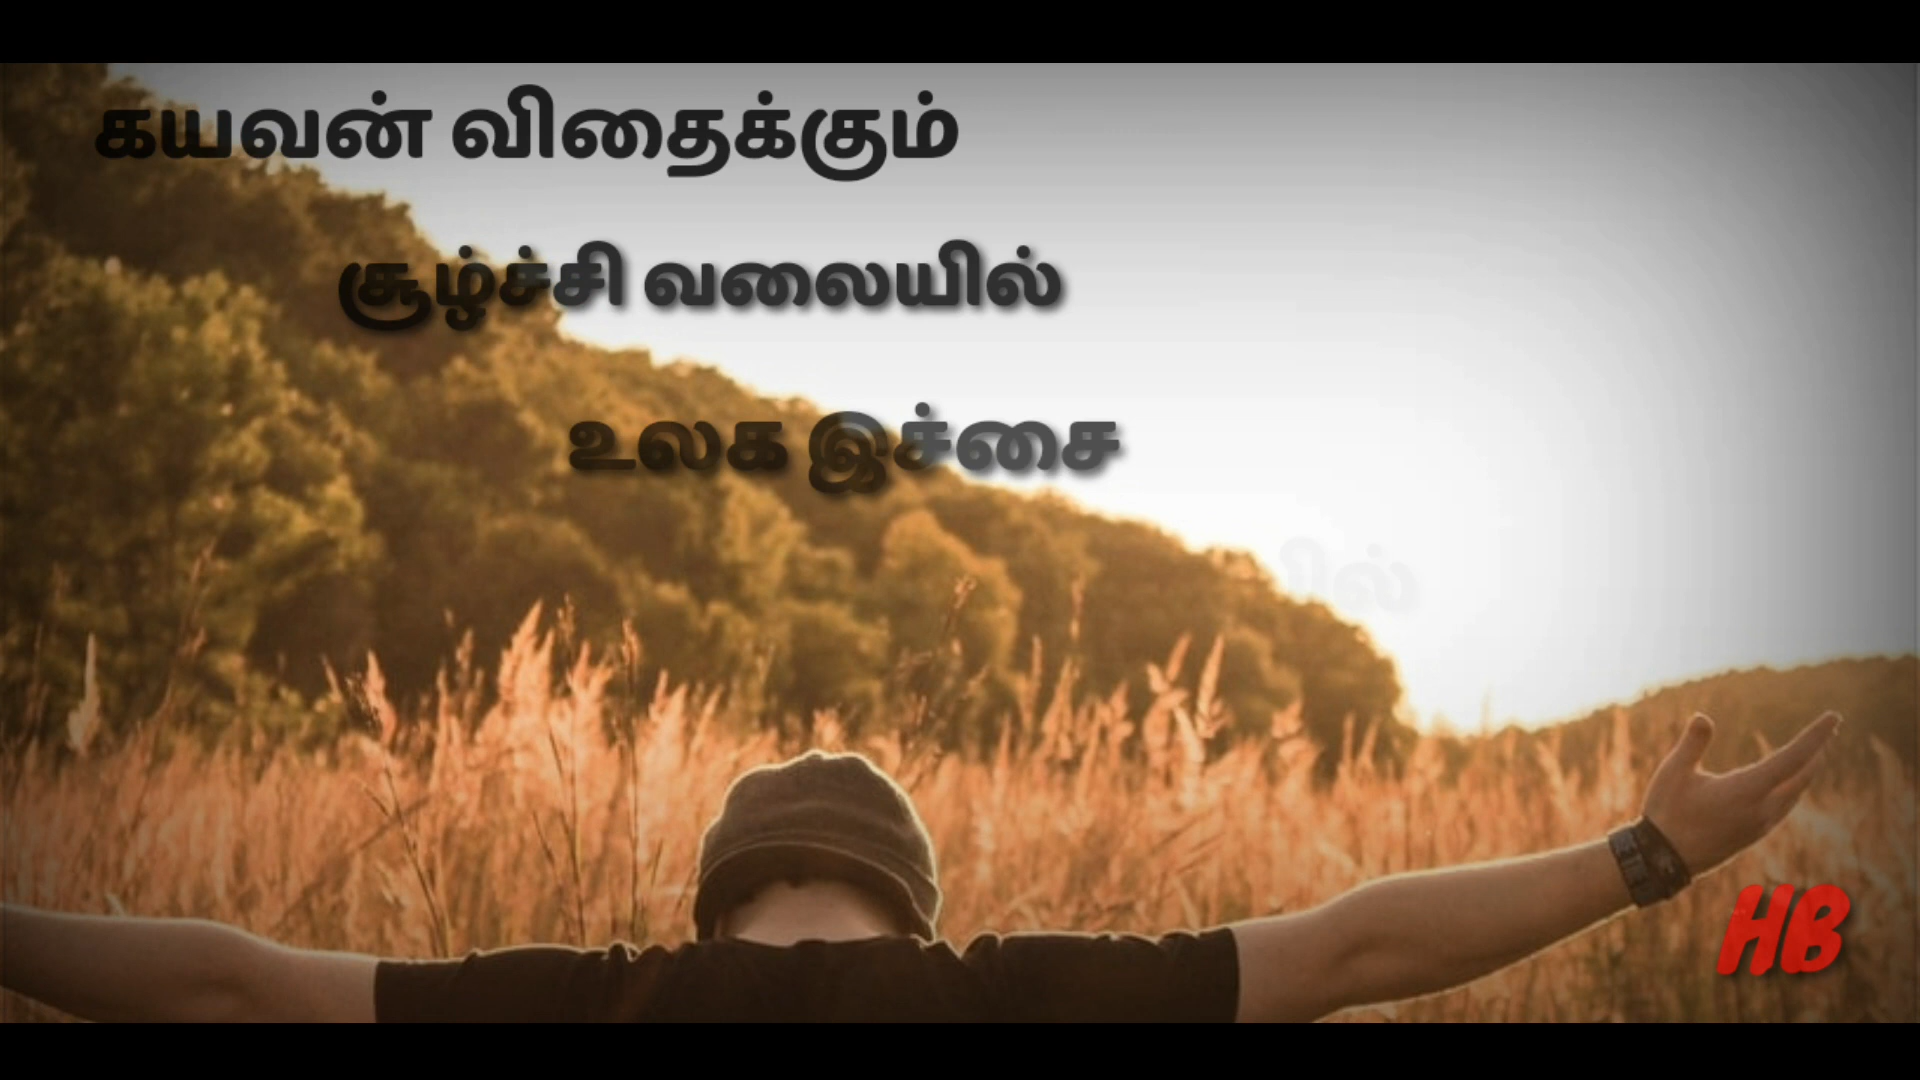 கயவன் விதைக்கும்
சூழ்ச்சி வலையில்
உலக இச்சை
HB